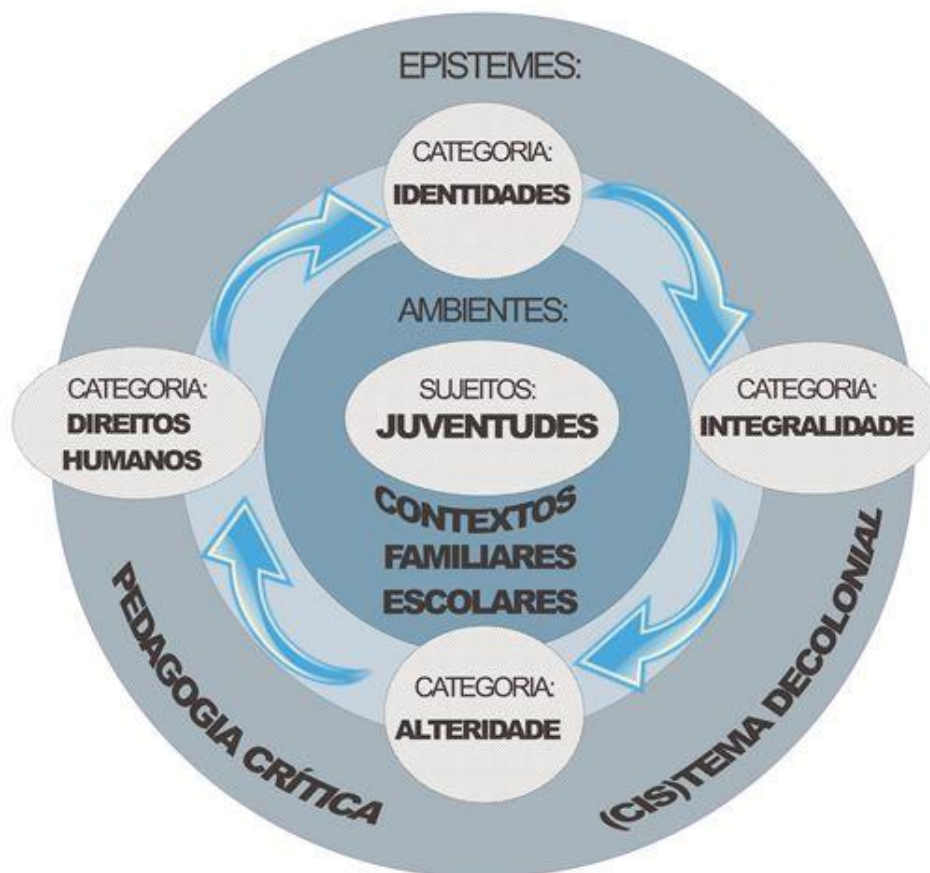 EPISTEMES:
CATEGORIA:
IDENTIDADES
AMBIENTES:
CATEGORIA:
DIREITOS
HUMANOS
SUJEITOS:
JUVENTUDES
CATEGORIA:
INTEGRALIDADE
CONTEXTOS
FAMILIARES
ESCOLARES
CATEGORIA:
ALTERIDADE
PEDAGOGIA CRÍTICA
(CIS)TEMA DECOLONIAL